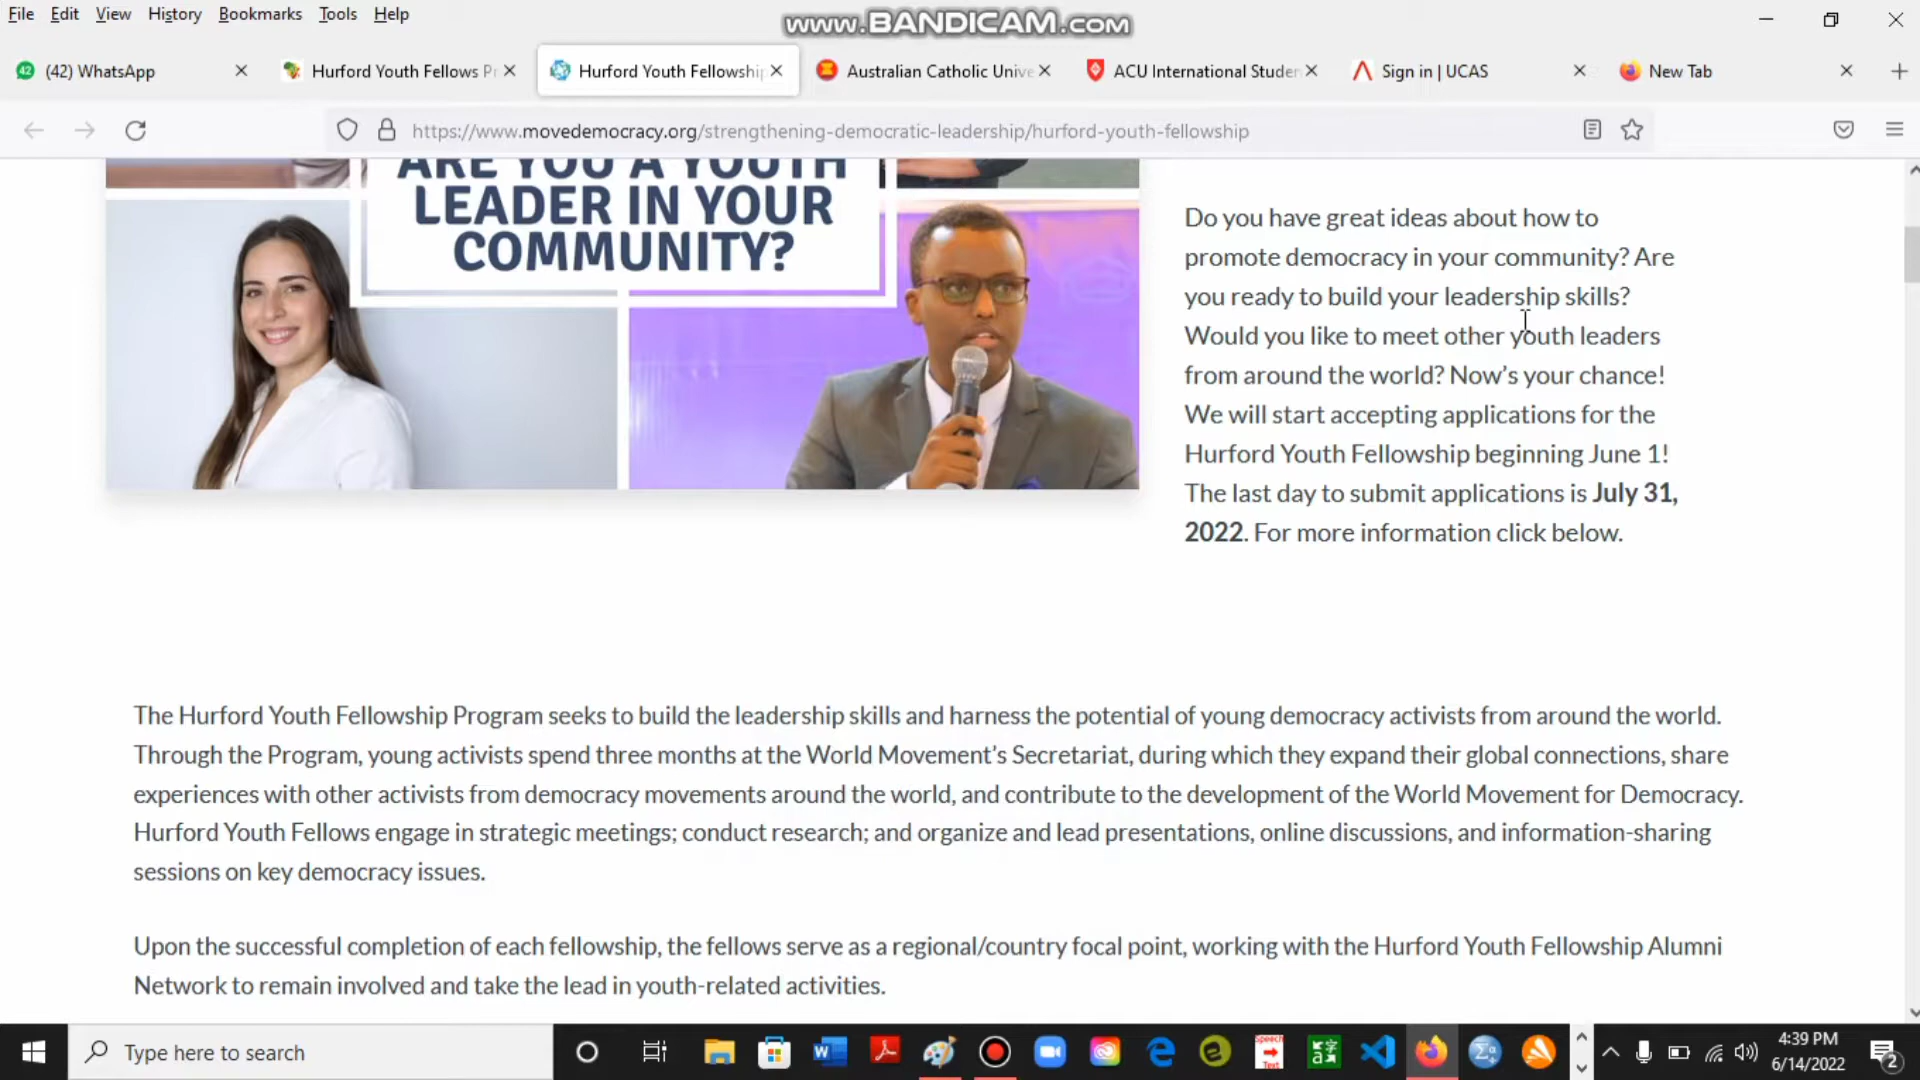 File Edit View History Bookmarks Tools Help
www.BANDICAM.com
42 (42) WhatsApp
Hurford Youth Fellows Pr
Hurford Youth Fellowship
Australian Catholic Unive
ACU International Studen
Sign in | UCAS
New Tab
https://www.movedemocracy.org/strengthening-democratic-leadership/hurford-youth-fellowship
ARE YOU A YOUTH
LEADER IN YOUR
COMMUNITY?
Do you have great ideas about how to
promote democracy in your community? Are
you ready to build your leadership skills?
Would you like to meet other youth leaders
from around the world? Now's your chance!
We will start accepting applications for the
Hurford Youth Fellowship beginning June 1!
The last day to submit applications is July 31,
2022. For more information click below.
The Hurford Youth Fellowship Program seeks to build the leadership skills and harness the potential of young democracy activists from around the world.
Through the Program, young activists spend three months at the World Movement's Secretariat, during which they expand their global connections, share
experiences with other activists from democracy movements around the world, and contribute to the development of the World Movement for Democracy.
Hurford Youth Fellows engage in strategic meetings; conduct research; and organize and lead presentations, online discussions, and information-sharing
sessions on key democracy issues.
Upon the successful completion of each fellowship, the fellows serve as a regional/country focal point, working with the Hurford Youth Fellowship Alumni
Network to remain involved and take the lead in youth-related activities.
Type here to search
Speech
Text
4:39 PM
6/14/2022
2